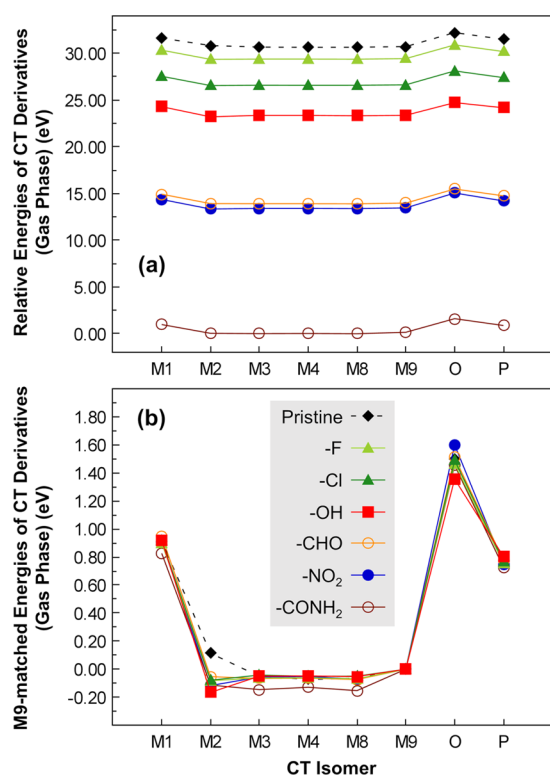 Relative Energies of CT Derivatives
(Gas Phase) (eV)
30.00
25.00
20.00
15.00
10.00
05.00
00.00
(a)
M1 M2 M3 M4 M8 M9 O P
M9-matched Energies of CT Derivatives
(Gas Phase) (eV)
1.80
1.60
1.40
1.20
1.00
0.80
0.60
0.40
0.20
0.00
-0.20
(b)
Pristine
-F
-Cl
-OH
-CHO
-NO₂
-CONH₂
M1 M2 M3 M4 M8 M9 O P
CT Isomer